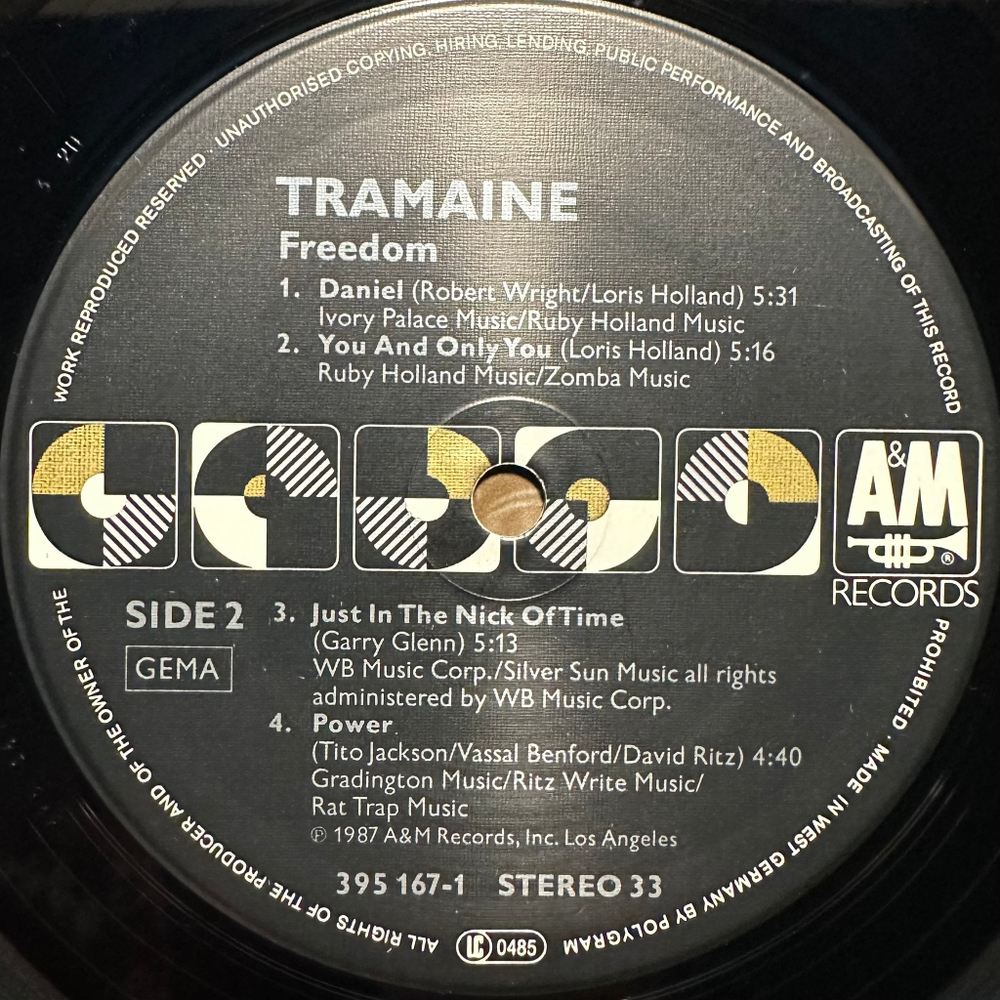 WORK REPRODUCED RESERVED · UNAUTHORISED COPYING, HIRING, LENDING, PUBLIC PERFORMANCE AND BROADCASTING OF THIS RECORD
TRAMAINE
Freedom
1. Daniel (Robert Wright/Loris Holland) 5:31
Ivory Palace Music/Ruby Holland Music
2. You And Only You (Loris Holland) 5:16
Ruby Holland Music/Zomba Music
A&M
®
RECORDS
SIDE 2
GEMA
3. Just In The Nick Of Time
(Garry Glenn) 5:13
WB Music Corp./Silver Sun Music all rights
administered by WB Music Corp.
4. Power
(Tito Jackson/Vassal Benford/David Ritz) 4:40
Gradington Music/Ritz Write Music/
Rat Trap Music
℗ 1987 A&M Records, Inc. Los Angeles
395 167-1 STEREO 33
PROHIBITED · MADE IN WEST GERMANY BY POLYGRAM
LC 0485
ALL RIGHTS OF THE PRODUCER AND OF THE OWNER OF THE